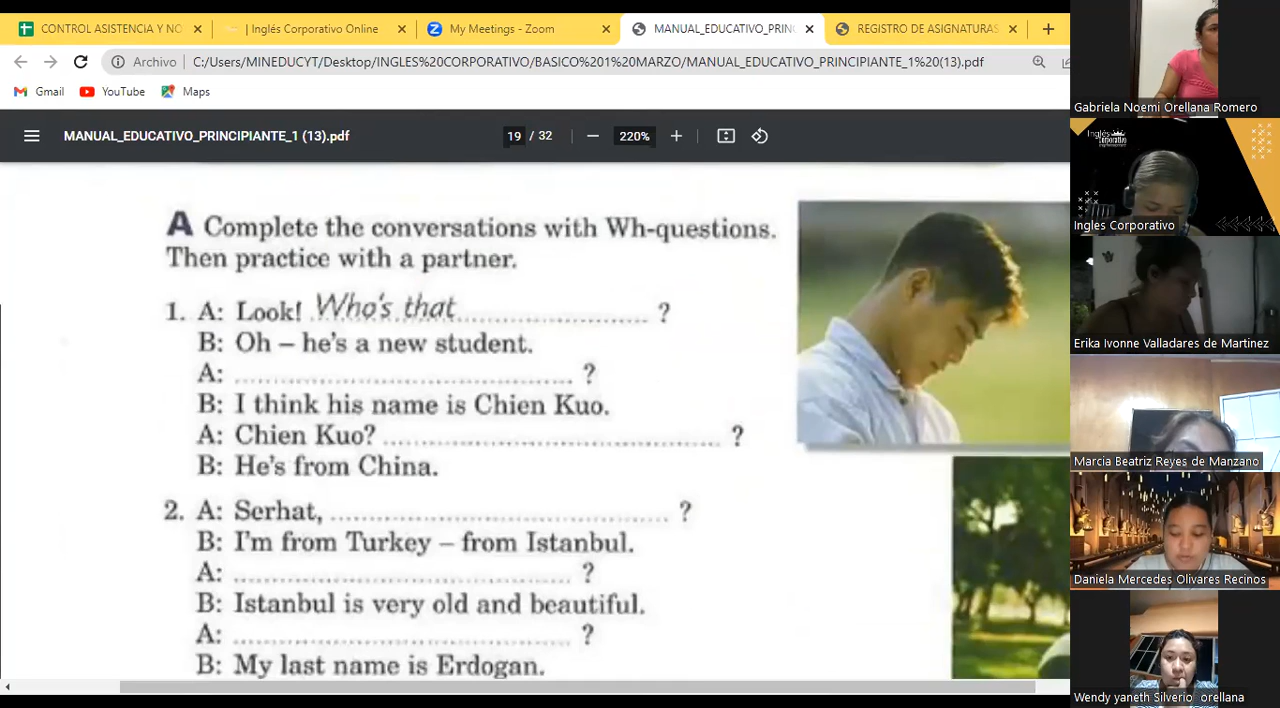 CONTROL ASISTENCIA Y NO
| Inglés Corporativo Online
My Meetings - Zoom
MANUAL_EDUCATIVO_PRINC
REGISTRO DE ASIGNATURAS
Archivo | C:/Users/MINEDUCYT/Desktop/INGLES%20CORPORATIVO/BASICO%201%20MARZO/MANUAL_EDUCATIVO_PRINCIPIANTE_1%20(13).pdf
Gmail YouTube Maps
MANUAL_EDUCATIVO_PRINCIPIANTE_1 (13).pdf 19 / 32 220%
A Complete the conversations with Wh-questions.
Then practice with a partner.
1. A: Look! Who's that ?
B: Oh – he's a new student.
A: ?
B: I think his name is Chien Kuo.
A: Chien Kuo? ?
B: He's from China.
2. A: Serhat, ?
B: I'm from Turkey – from Istanbul.
A: ?
B: Istanbul is very old and beautiful.
A: ?
B: My last name is Erdogan.
Gabriela Noemi Orellana Romero
Inglés Corporativo
Ingles Corporativo
Erika Ivonne Valladares de Martinez
Marcia Beatriz Reyes de Manzano
Daniela Mercedes Olivares Recinos
Wendy yaneth Silverio orellana